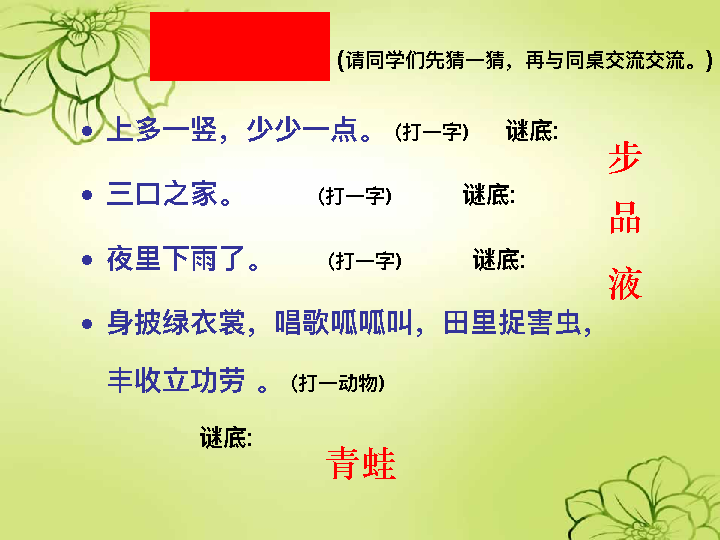 (请同学们先猜一猜，再与同桌交流交流。)
• 上多一竖，少少一点。(打一字) 谜底: 步
• 三口之家。 (打一字) 谜底: 品
• 夜里下雨了。 (打一字) 谜底: 液
• 身披绿衣裳，唱歌呱呱叫，田里捉害虫，
丰收立功劳 。(打一动物)
谜底: 青蛙